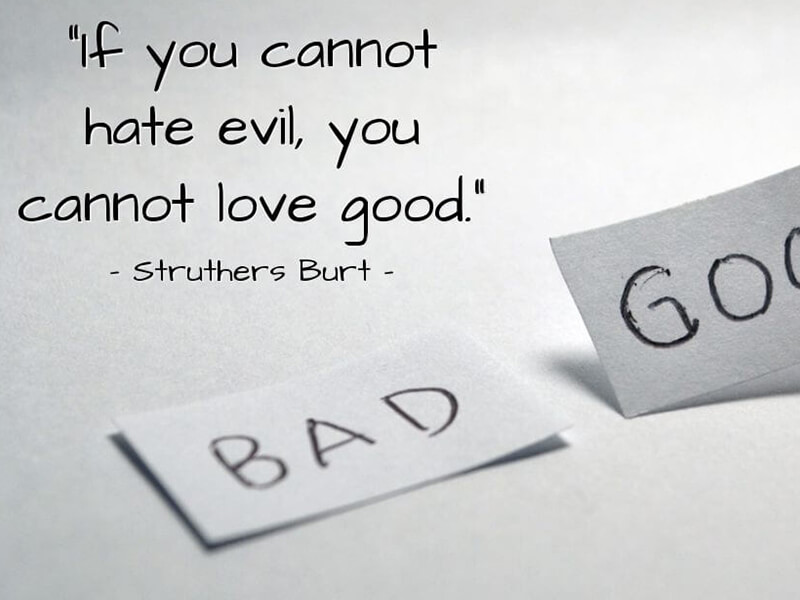 "If you cannot
hate evil, you
cannot love good."
- Struthers Burt -
GOO
BAD